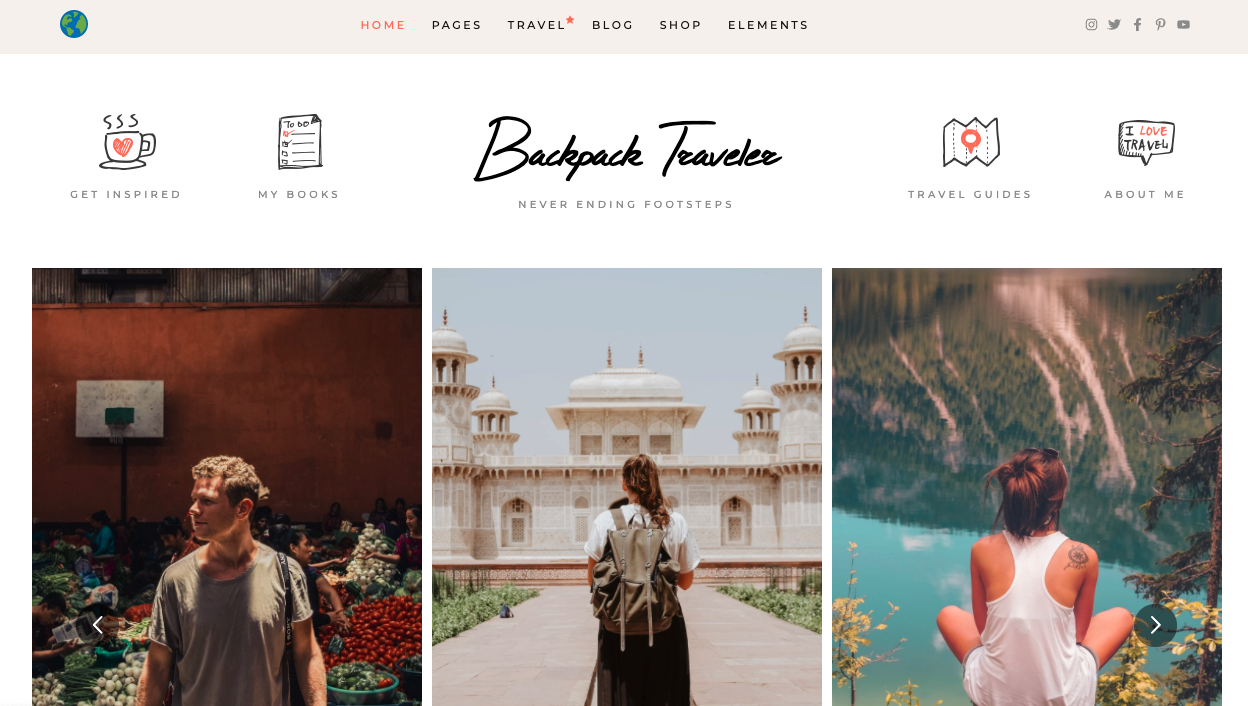 HOME PAGES TRAVEL BLOG SHOP ELEMENTS
TO DO
I LOVE
TRAVEL
Backpack Traveler
GET INSPIRED
MY BOOKS
NEVER ENDING FOOTSTEPS
TRAVEL GUIDES
ABOUT ME